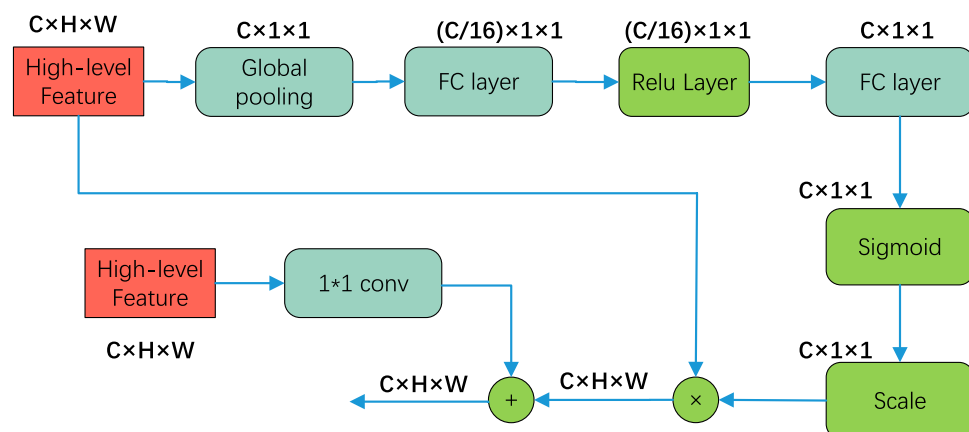 C×H×W
C×1×1
(C/16)×1×1
(C/16)×1×1
C×1×1
High-level
Feature
Global
pooling
FC layer
Relu Layer
FC layer
C×1×1
Sigmoid
High-level
Feature
1*1 conv
C×H×W
C×1×1
C×H×W
C×H×W
+
×
Scale